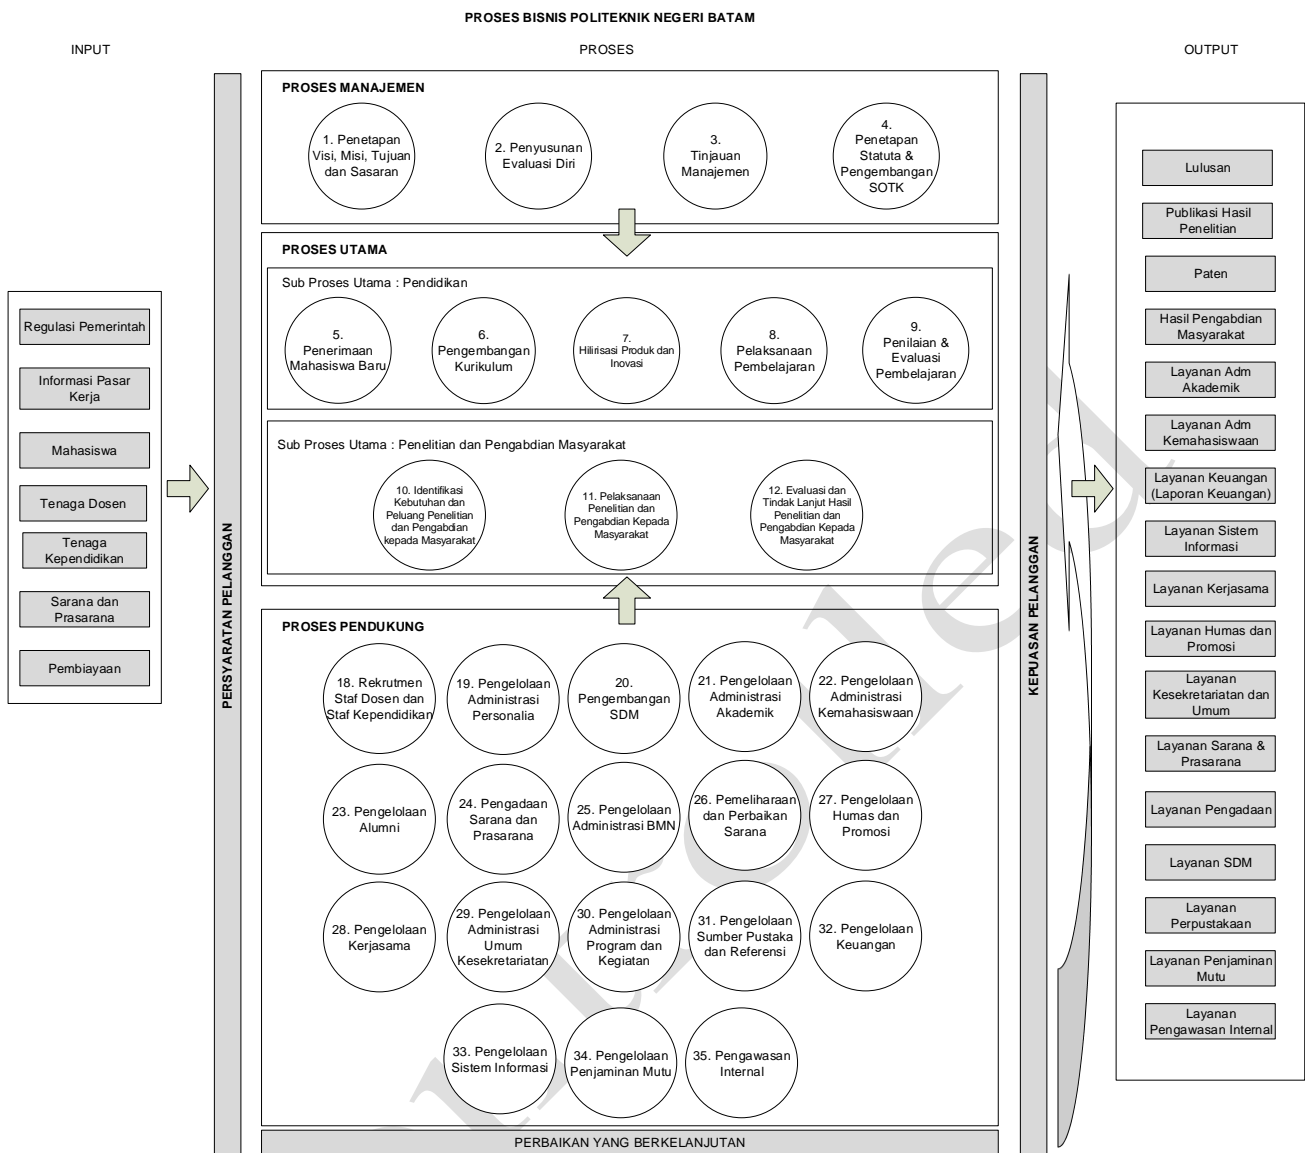 PROSES BISNIS POLITEKNIK NEGERI BATAM
INPUT
PROSES
OUTPUT
Regulasi Pemerintah
Informasi Pasar
Kerja
Mahasiswa
Tenaga Dosen
Tenaga
Kependidikan
Sarana dan
Prasarana
Pembiayaan
PERSYARATAN PELANGGAN
PROSES MANAJEMEN
1. Penetapan
Visi, Misi, Tujuan
dan Sasaran
2. Penyusunan
Evaluasi Diri
3.
Tinjauan
Manajemen
4.
Penetapan
Statuta &
Pengembangan
SOTK
PROSES UTAMA
Sub Proses Utama : Pendidikan
5.
Penerimaan
Mahasiswa Baru
6.
Pengembangan
Kurikulum
7.
Hilirisasi Produk dan
Inovasi
8.
Pelaksanaan
Pembelajaran
9.
Penilaian &
Evaluasi
Pembelajaran
Sub Proses Utama : Penelitian dan Pengabdian Masyarakat
10. Identifikasi
Kebutuhan dan
Peluang Penelitian
dan Pengabdian
kepada Masyarakat
11. Pelaksanaan
Penelitian dan
Pengabdian Kepada
Masyarakat
12. Evaluasi dan
Tindak Lanjut Hasil
Penelitian dan
Pengabdian Kepada
Masyarakat
PROSES PENDUKUNG
18. Rekrutmen
Staf Dosen dan
Staf Kependidikan
19. Pengelolaan
Administrasi
Personalia
20.
Pengembangan
SDM
21. Pengelolaan
Administrasi
Akademik
22. Pengelolaan
Administrasi
Kemahasiswaan
23. Pengelolaan
Alumni
24. Pengadaan
Sarana dan
Prasarana
25. Pengelolaan
Administrasi BMN
26. Pemeliharaan
dan Perbaikan
Sarana
27. Pengelolaan
Humas dan
Promosi
28. Pengelolaan
Kerjasama
29. Pengelolaan
Administrasi
Umum
Kesekretariatan
30. Pengelolaan
Administrasi
Program dan
Kegiatan
31. Pengelolaan
Sumber Pustaka
dan Referensi
32. Pengelolaan
Keuangan
33. Pengelolaan
Sistem Informasi
34. Pengelolaan
Penjaminan Mutu
35. Pengawasan
Internal
PERBAIKAN YANG BERKELANJUTAN
KEPUASAN PELANGGAN
Lulusan
Publikasi Hasil
Penelitian
Paten
Hasil Pengabdian
Masyarakat
Layanan Adm
Akademik
Layanan Adm
Kemahasiswaan
Layanan Keuangan
(Laporan Keuangan)
Layanan Sistem
Informasi
Layanan Kerjasama
Layanan Humas dan
Promosi
Layanan
Kesekretariatan dan
Umum
Layanan Sarana &
Prasarana
Layanan Pengadaan
Layanan SDM
Layanan
Perpustakaan
Layanan Penjaminan
Mutu
Layanan
Pengawasan Internal